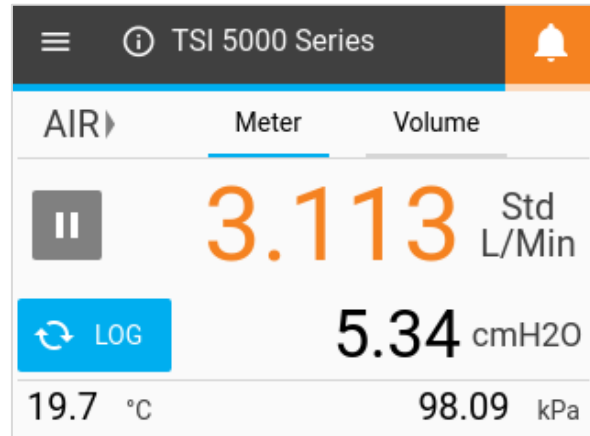 TSI 5000 Series
AIR Meter Volume
3.113 Std L/Min
LOG 5.34 cmH2O
19.7 °C 98.09 kPa